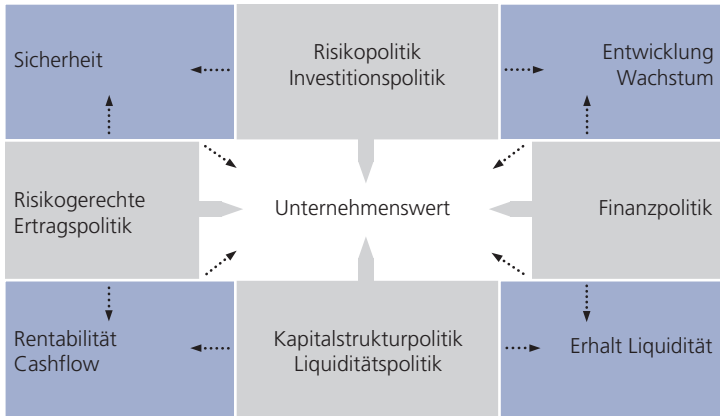 Sicherheit
Risikopolitik
Investitionspolitik
Entwicklung
Wachstum
Risikogerechte
Ertragspolitik
Unternehmenswert
Finanzpolitik
Rentabilität
Cashflow
Kapitalstrukturpolitik
Liquiditätspolitik
Erhalt Liquidität